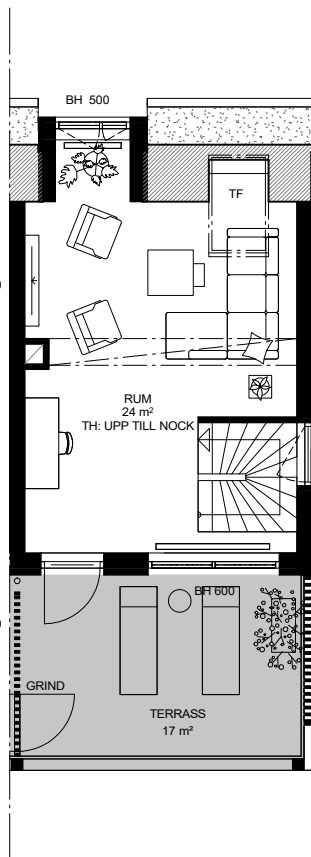 BH 500
TF
RUM
24 m²
TH: UPP TILL NOCK
BH 600
GRIND
TERRASS
17 m²